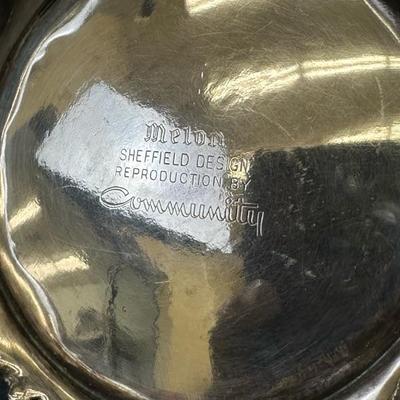 Melon
SHEFFIELD DESIGN
REPRODUCTION BY
Community